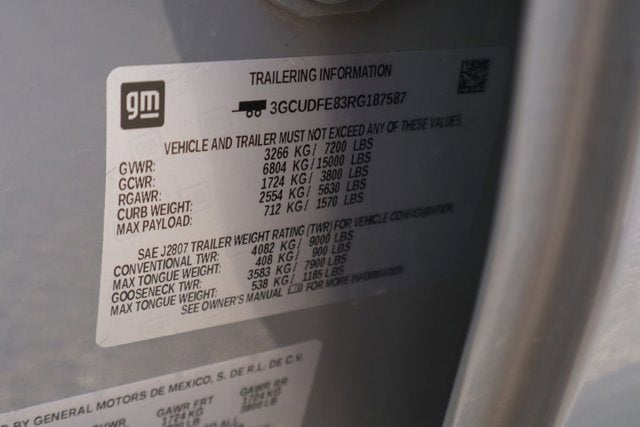 gm
TRAILERING INFORMATION
3GCUDFE83RG187587
VEHICLE AND TRAILER MUST NOT EXCEED ANY OF THESE VALUES
GVWR: 3266 KG/ 7200 LBS
GCWR: 6804 KG/15000 LBS
RGAWR: 1724 KG/ 3800 LBS
CURB WEIGHT: 2554 KG/ 5630 LBS
MAX PAYLOAD: 712 KG/ 1570 LBS
SAE J2807 TRAILER WEIGHT RATING (TWR) FOR VEHICLE CONFIGURATION.
CONVENTIONAL TWR: 4082 KG/ 9000 LBS
MAX TONGUE WEIGHT: 408 KG/ 900 LBS
GOOSENECK TWR: 3583 KG/ 7900 LBS
MAX TONGUE WEIGHT: 538 KG/ 1185 LBS
SEE OWNER'S MANUAL FOR MORE INFORMATION
BY GENERAL MOTORS DE MEXICO, S. DE R.L. DE C.V.
GAWR FRT GAWR RR
1724 KG 1724 KG
3800 LB